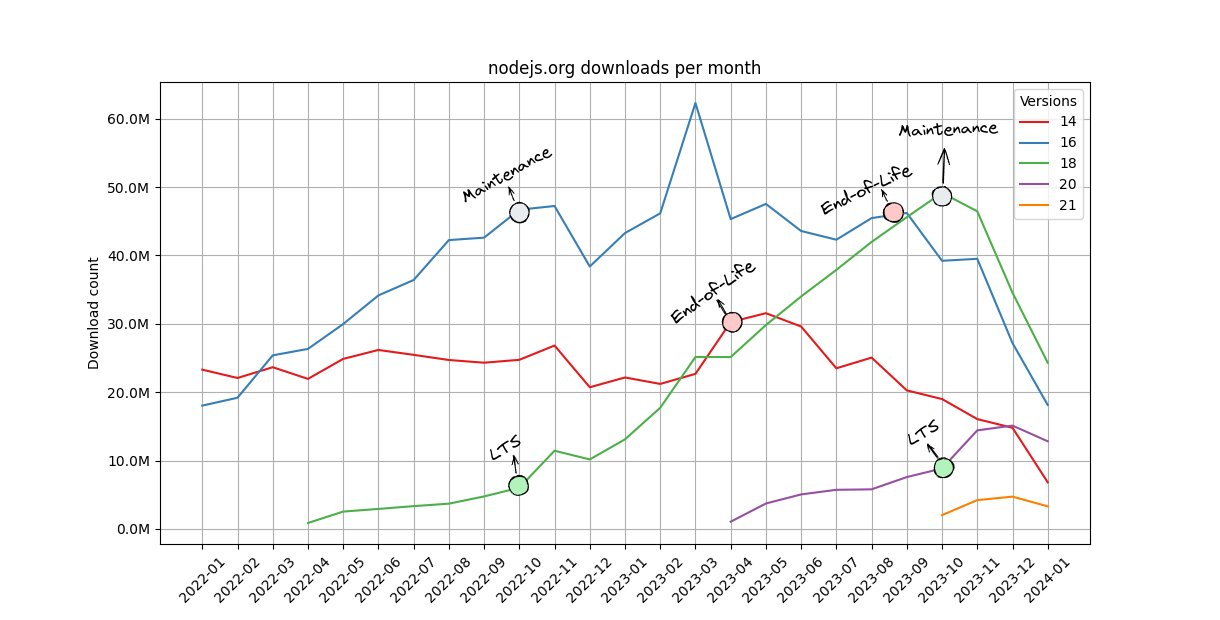 nodejs.org downloads per month
Versions
14
16
18
20
21
Download count
60.0M
50.0M
40.0M
30.0M
20.0M
10.0M
0.0M
Maintenance
Maintenance
End-of-Life
End-of-Life
LTS
LTS
2022-01
2022-02
2022-03
2022-04
2022-05
2022-06
2022-07
2022-08
2022-09
2022-10
2022-11
2022-12
2023-01
2023-02
2023-03
2023-04
2023-05
2023-06
2023-07
2023-08
2023-09
2023-10
2023-11
2023-12
2024-01